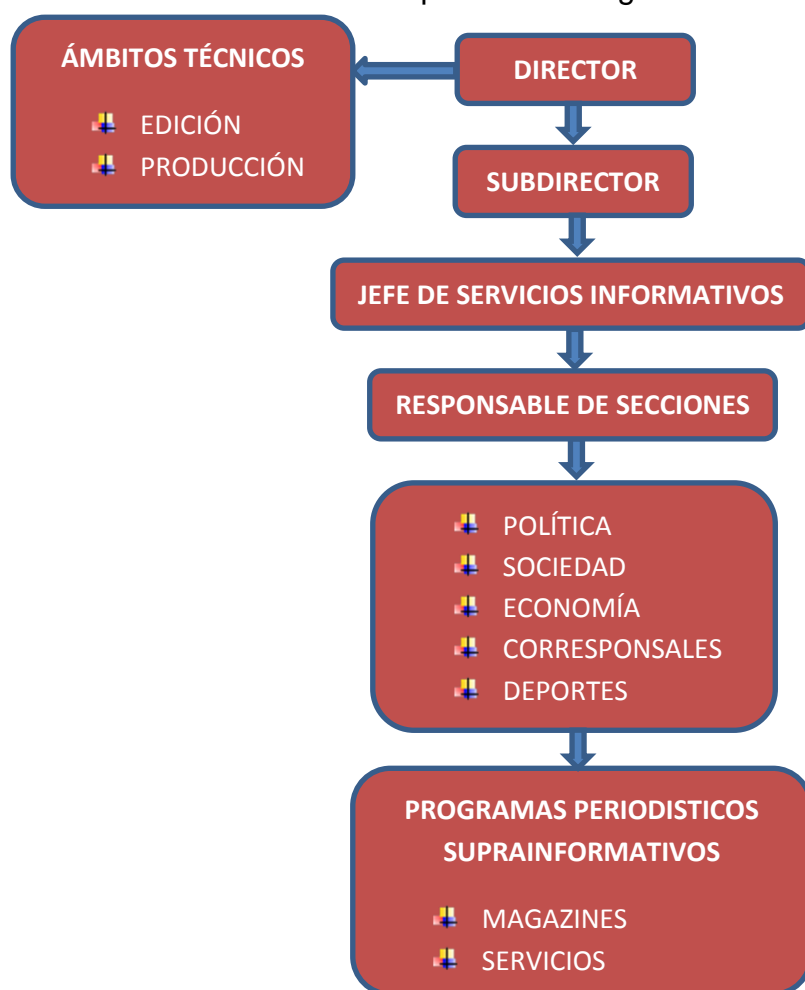 ÁMBITOS TÉCNICOS
EDICIÓN
PRODUCCIÓN
DIRECTOR
SUBDIRECTOR
JEFE DE SERVICIOS INFORMATIVOS
RESPONSABLE DE SECCIONES
POLÍTICA
SOCIEDAD
ECONOMÍA
CORRESPONSALES
DEPORTES
PROGRAMAS PERIODISTICOS
SUPRAINFORMATIVOS
MAGAZINES
SERVICIOS